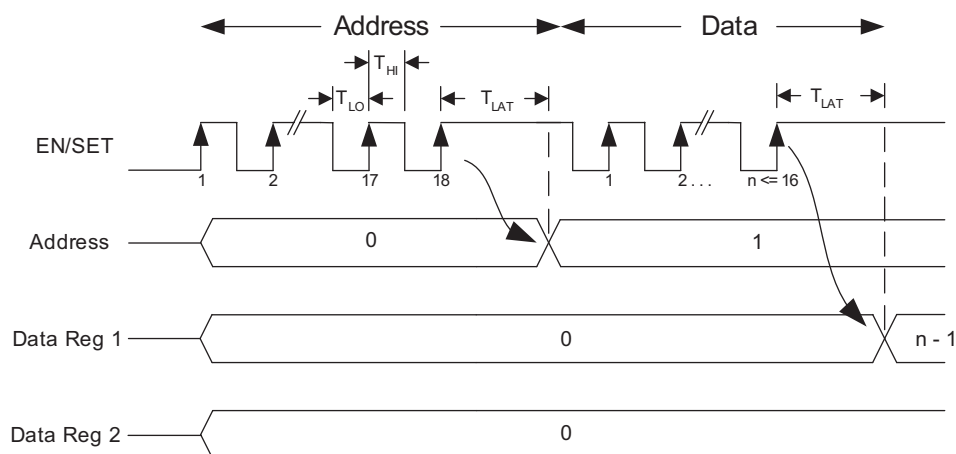 Address Data
T_HI
T_LO T_LAT T_LAT
EN/SET
1 2 17 18 1 2 . . . n <= 16
Address 0 1
Data Reg 1 0 n - 1
Data Reg 2 0